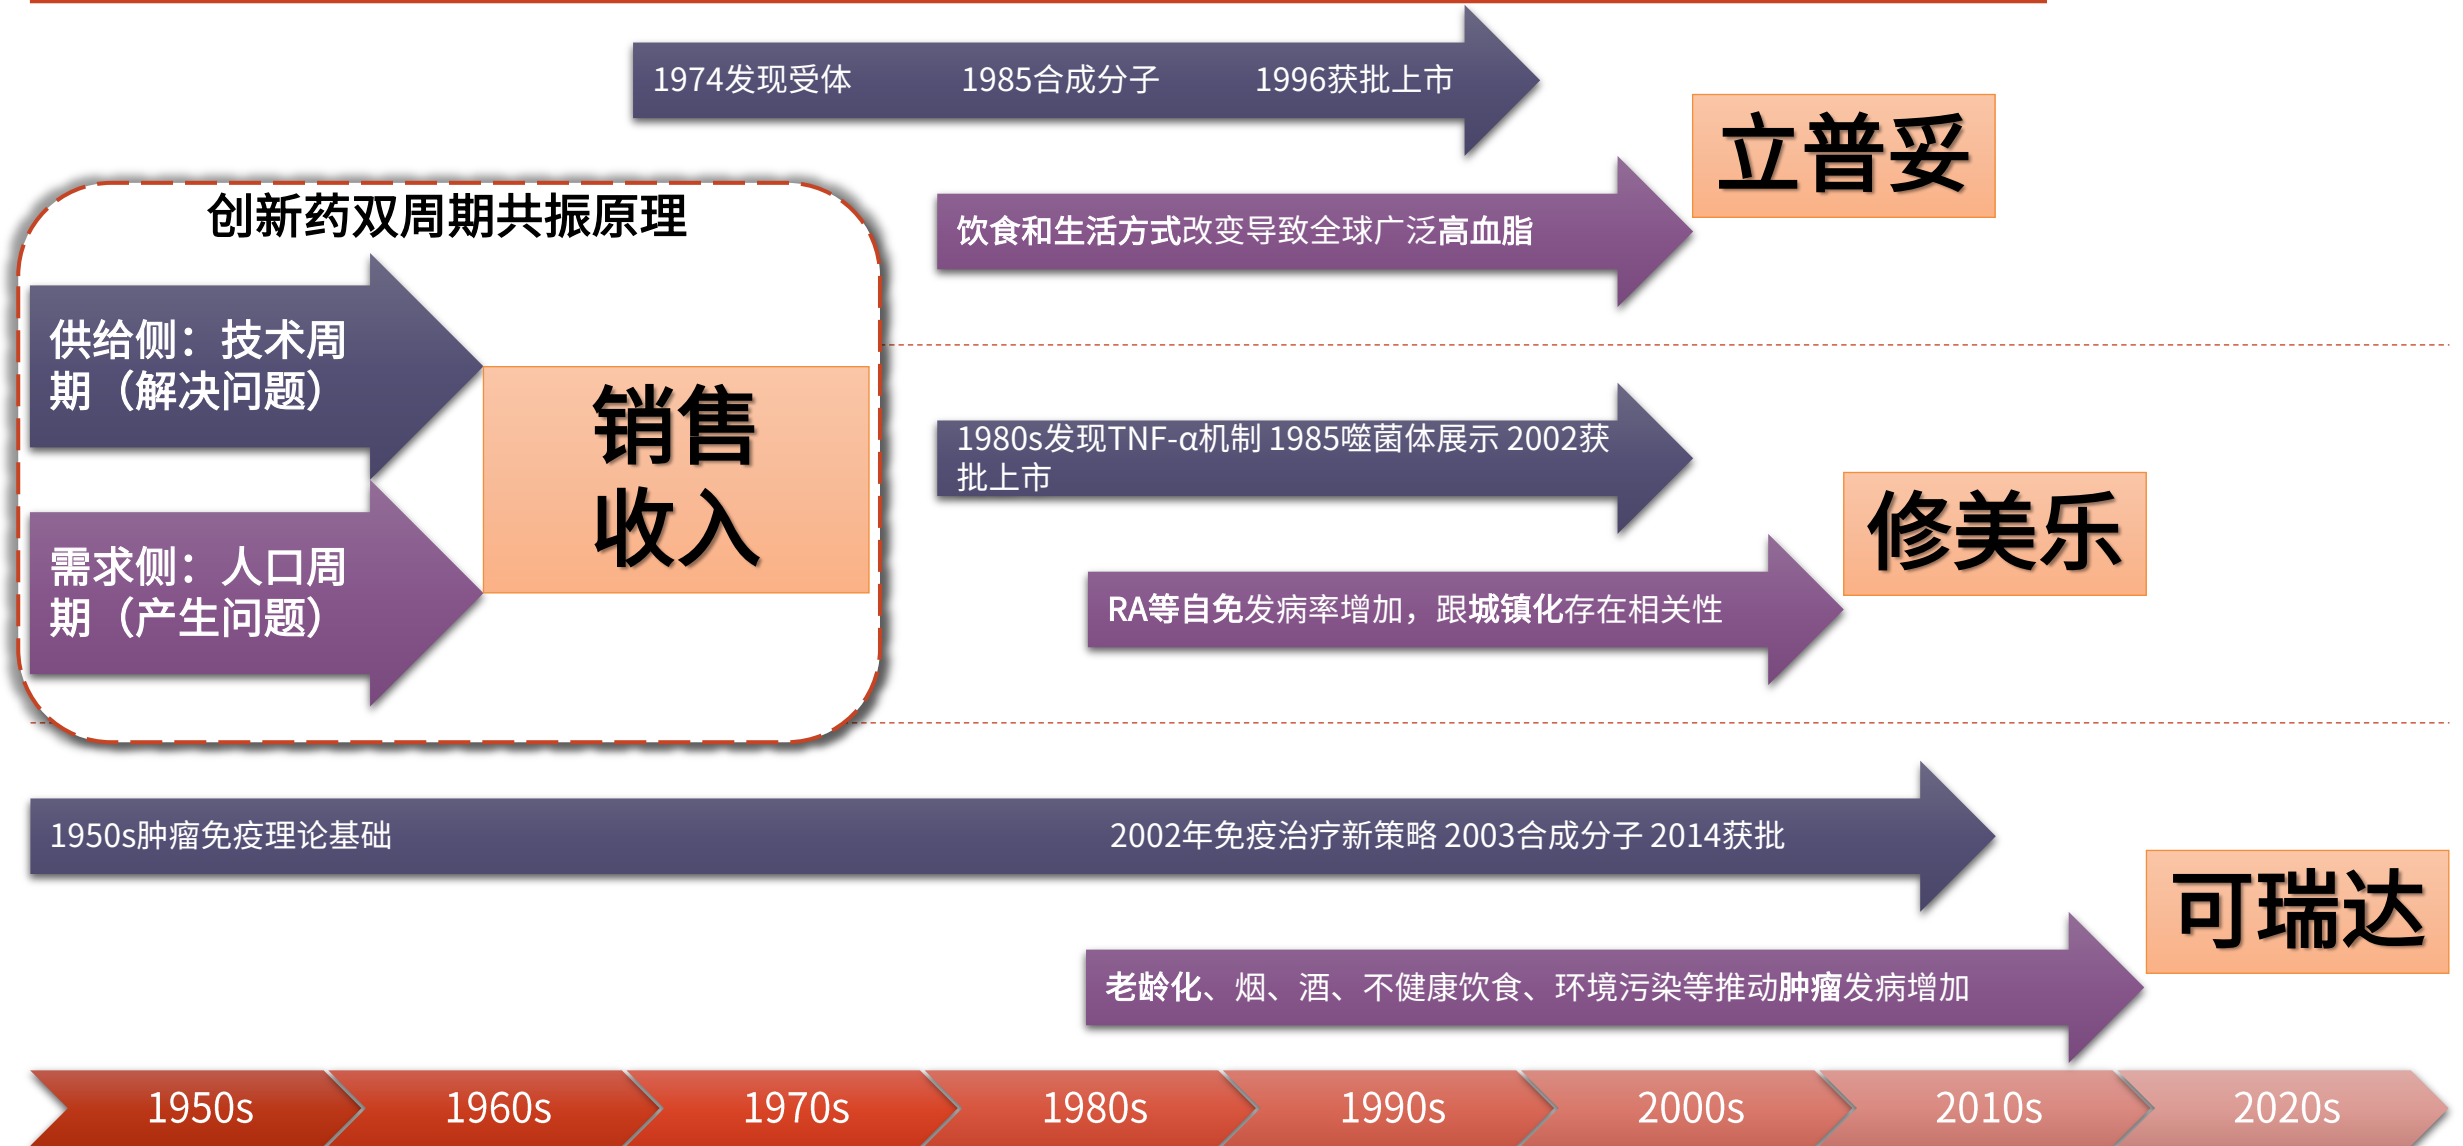 1974发现受体 1985合成分子 1996获批上市
立普妥
饮食和生活方式改变导致全球广泛高血脂
创新药双周期共振原理
供给侧：技术周
期（解决问题）
需求侧：人口周
期（产生问题）
销售
收入
1980s发现TNF-α机制 1985噬菌体展示 2002获
批上市
修美乐
RA等自免发病率增加，跟城镇化存在相关性
1950s肿瘤免疫理论基础 2002年免疫治疗新策略 2003合成分子 2014获批
可瑞达
老龄化、烟、酒、不健康饮食、环境污染等推动肿瘤发病增加
1950s 1960s 1970s 1980s 1990s 2000s 2010s 2020s